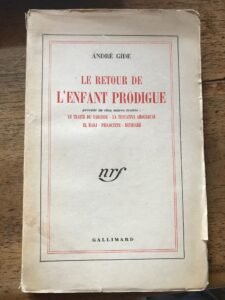 ANDRÉ GIDE
LE RETOUR DE
L'ENFANT PRODIGUE
précédé de cinq autres traités :
LE TRAITÉ DU NARCISSE - LA TENTATIVE AMOUREUSE
EL HADJ - PHILOCTÈTE - BETHSABÉ
nrf
GALLIMARD